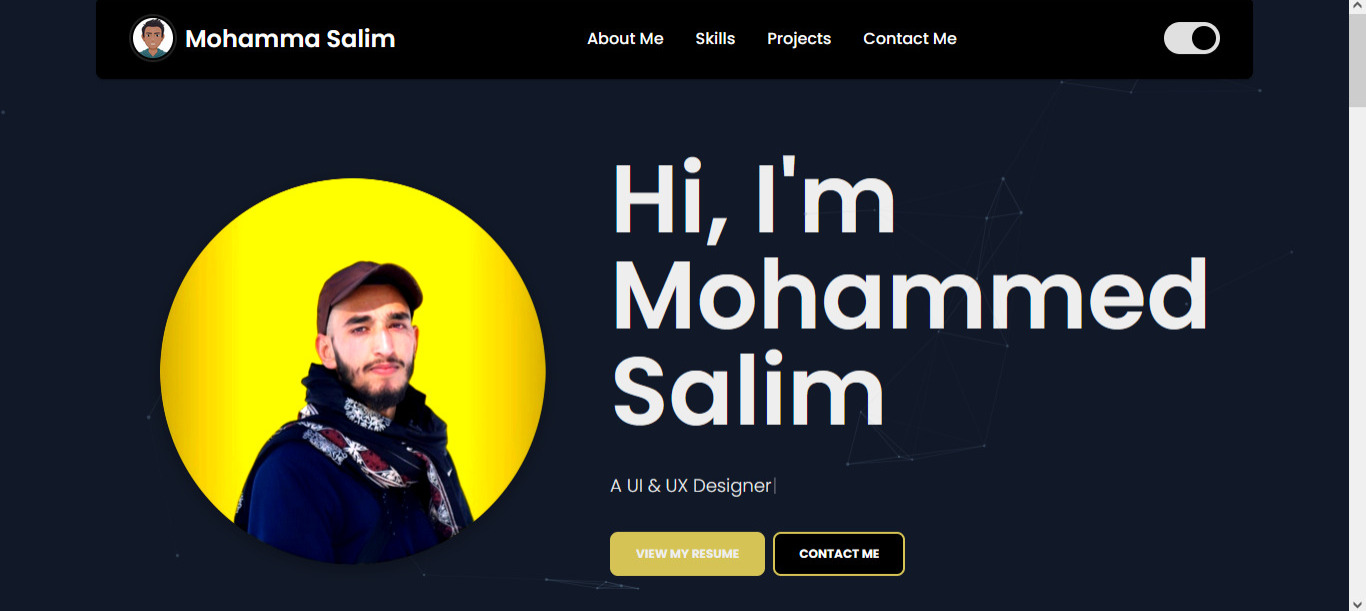 Mohamma Salim
About Me
Skills
Projects
Contact Me
Hi, I'm
Mohammed
Salim
A UI & UX Designer
VIEW MY RESUME
CONTACT ME